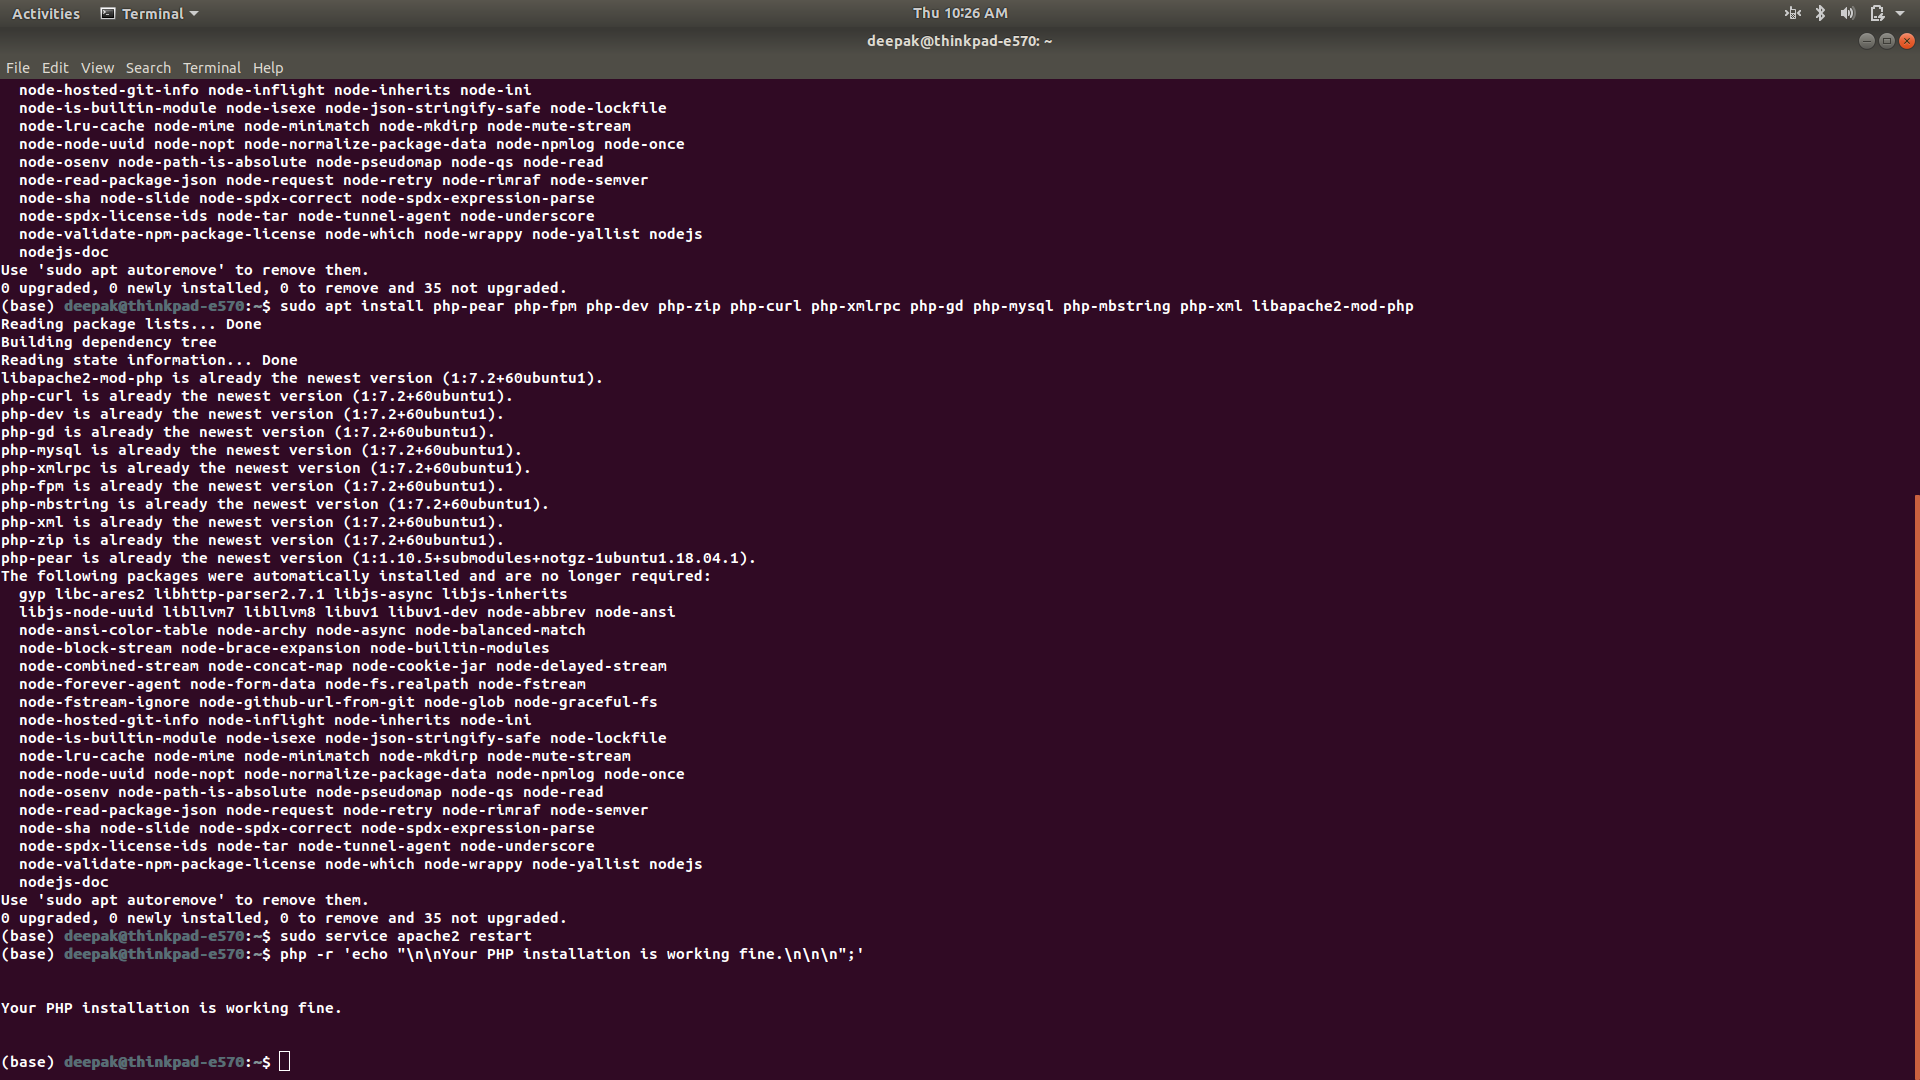 Activities Terminal Thu 10:26 AM
deepak@thinkpad-e570: ~
File Edit View Search Terminal Help
  node-hosted-git-info node-inflight node-inherits node-ini
  node-is-builtin-module node-isexe node-json-stringify-safe node-lockfile
  node-lru-cache node-mime node-minimatch node-mkdirp node-mute-stream
  node-node-uuid node-nopt node-normalize-package-data node-npmlog node-once
  node-osenv node-path-is-absolute node-pseudomap node-qs node-read
  node-read-package-json node-request node-retry node-rimraf node-semver
  node-sha node-slide node-spdx-correct node-spdx-expression-parse
  node-spdx-license-ids node-tar node-tunnel-agent node-underscore
  node-validate-npm-package-license node-which node-wrappy node-yallist nodejs
  nodejs-doc
Use 'sudo apt autoremove' to remove them.
0 upgraded, 0 newly installed, 0 to remove and 35 not upgraded.
(base) deepak@thinkpad-e570:~$ sudo apt install php-pear php-fpm php-dev php-zip php-curl php-xmlrpc php-gd php-mysql php-mbstring php-xml libapache2-mod-php
Reading package lists... Done
Building dependency tree
Reading state information... Done
libapache2-mod-php is already the newest version (1:7.2+60ubuntu1).
php-curl is already the newest version (1:7.2+60ubuntu1).
php-dev is already the newest version (1:7.2+60ubuntu1).
php-gd is already the newest version (1:7.2+60ubuntu1).
php-mysql is already the newest version (1:7.2+60ubuntu1).
php-xmlrpc is already the newest version (1:7.2+60ubuntu1).
php-fpm is already the newest version (1:7.2+60ubuntu1).
php-mbstring is already the newest version (1:7.2+60ubuntu1).
php-xml is already the newest version (1:7.2+60ubuntu1).
php-zip is already the newest version (1:7.2+60ubuntu1).
php-pear is already the newest version (1:1.10.5+submodules+notgz-1ubuntu1.18.04.1).
The following packages were automatically installed and are no longer required:
  gyp libc-ares2 libhttp-parser2.7.1 libjs-async libjs-inherits
  libjs-node-uuid libllvm7 libllvm8 libuv1 libuv1-dev node-abbrev node-ansi
  node-ansi-color-table node-archy node-async node-balanced-match
  node-block-stream node-brace-expansion node-builtin-modules
  node-combined-stream node-concat-map node-cookie-jar node-delayed-stream
  node-forever-agent node-form-data node-fs.realpath node-fstream
  node-fstream-ignore node-github-url-from-git node-glob node-graceful-fs
  node-hosted-git-info node-inflight node-inherits node-ini
  node-is-builtin-module node-isexe node-json-stringify-safe node-lockfile
  node-lru-cache node-mime node-minimatch node-mkdirp node-mute-stream
  node-node-uuid node-nopt node-normalize-package-data node-npmlog node-once
  node-osenv node-path-is-absolute node-pseudomap node-qs node-read
  node-read-package-json node-request node-retry node-rimraf node-semver
  node-sha node-slide node-spdx-correct node-spdx-expression-parse
  node-spdx-license-ids node-tar node-tunnel-agent node-underscore
  node-validate-npm-package-license node-which node-wrappy node-yallist nodejs
  nodejs-doc
Use 'sudo apt autoremove' to remove them.
0 upgraded, 0 newly installed, 0 to remove and 35 not upgraded.
(base) deepak@thinkpad-e570:~$ sudo service apache2 restart
(base) deepak@thinkpad-e570:~$ php -r 'echo "\n\nYour PHP installation is working fine.\n\n\n";'
Your PHP installation is working fine.
(base) deepak@thinkpad-e570:~$